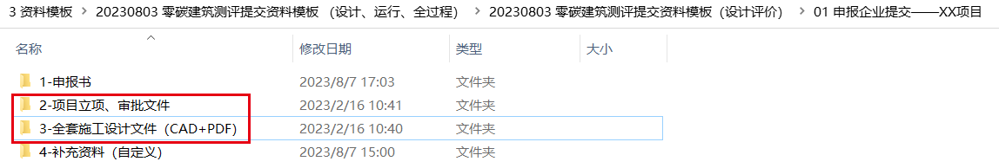 3 资料模板 > 20230803 零碳建筑测评提交资料模板 （设计、运行、全过程） > 20230803 零碳建筑测评提交资料模板（设计评价） > 01 申报企业提交——XX项目
名称 修改日期 类型 大小
1-申报书 2023/8/7 17:03 文件夹
2-项目立项、审批文件 2023/2/16 10:41 文件夹
3-全套施工设计文件（CAD+PDF） 2023/2/16 10:40 文件夹
4-补充资料（自定义） 2023/8/7 15:00 文件夹